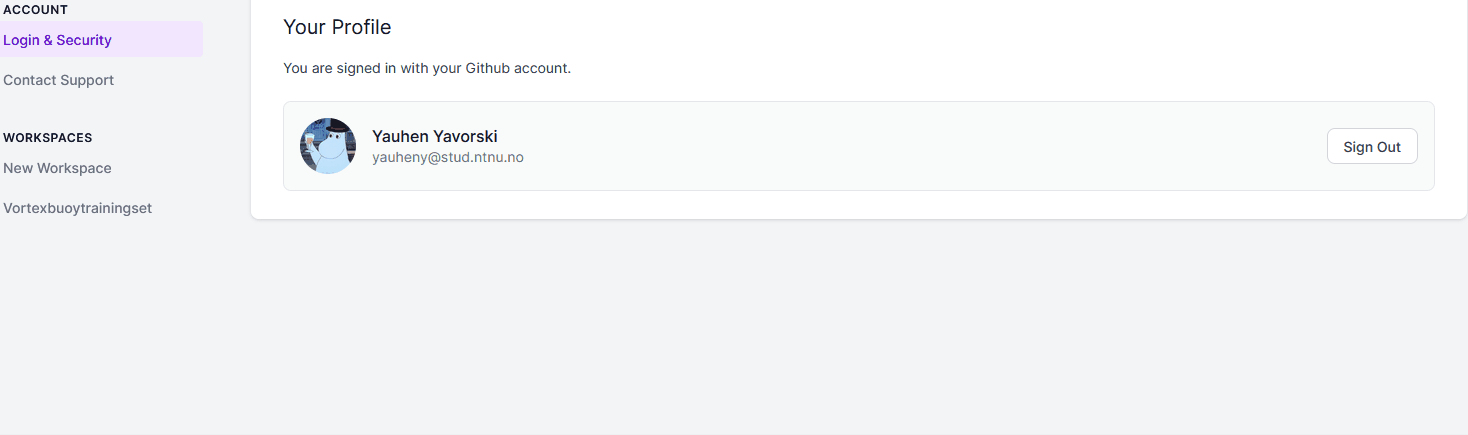 ACCOUNT
Login & Security
Contact Support
WORKSPACES
New Workspace
Vortexbuoytrainingset
Your Profile
You are signed in with your Github account.
Yauhen Yavorski
yauheny@stud.ntnu.no
Sign Out